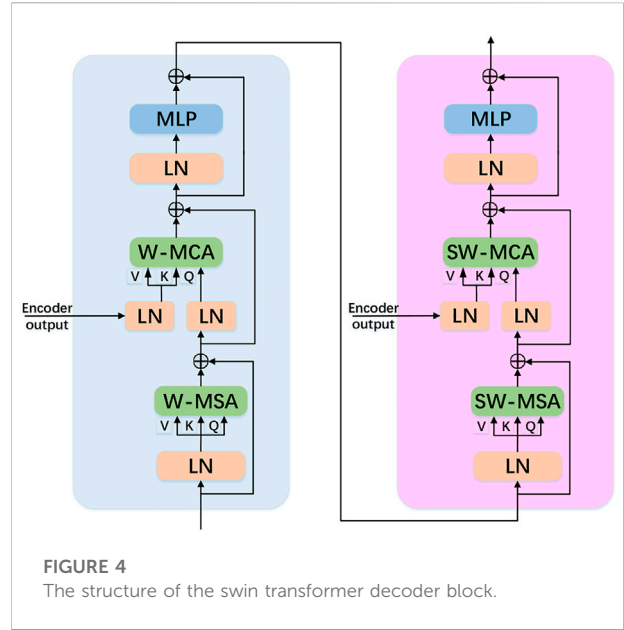 MLP
LN
W-MCA
V K Q
Encoder
output
LN LN
W-MSA
V K Q
LN
MLP
LN
SW-MCA
V K Q
Encoder
output
LN LN
SW-MSA
V K Q
LN
FIGURE 4
The structure of the swin transformer decoder block.